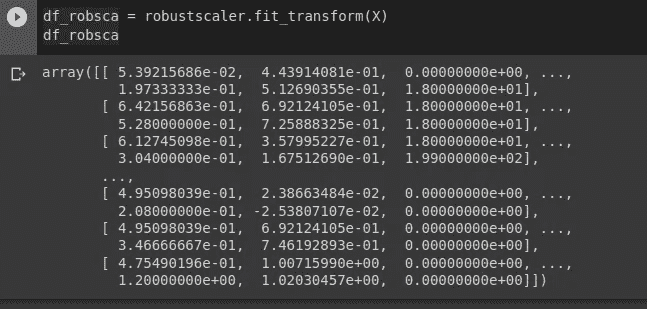 df_robsca = robustscaler.fit_transform(X)
df_robsca
array([[ 5.39215686e-02,  4.43914081e-01,  0.00000000e+00, ...,
         1.97333333e-01,  5.12690355e-01,  1.80000000e+01],
       [ 6.42156863e-01,  6.92124105e-01,  1.80000000e+01, ...,
         5.28000000e-01,  7.25888325e-01,  1.80000000e+01],
       [ 6.12745098e-01,  3.57995227e-01,  1.80000000e+01, ...,
         3.04000000e-01,  1.67512690e-01,  1.99000000e+02],
       ...,
       [ 4.95098039e-01,  2.38663484e-02,  0.00000000e+00, ...,
         2.08000000e-01, -2.53807107e-02,  0.00000000e+00],
       [ 4.95098039e-01,  6.92124105e-01,  0.00000000e+00, ...,
         3.46666667e-01,  7.46192893e-01,  0.00000000e+00],
       [ 4.75490196e-01,  1.00715990e+00,  0.00000000e+00, ...,
         1.20000000e+00,  1.02030457e+00,  0.00000000e+00]])